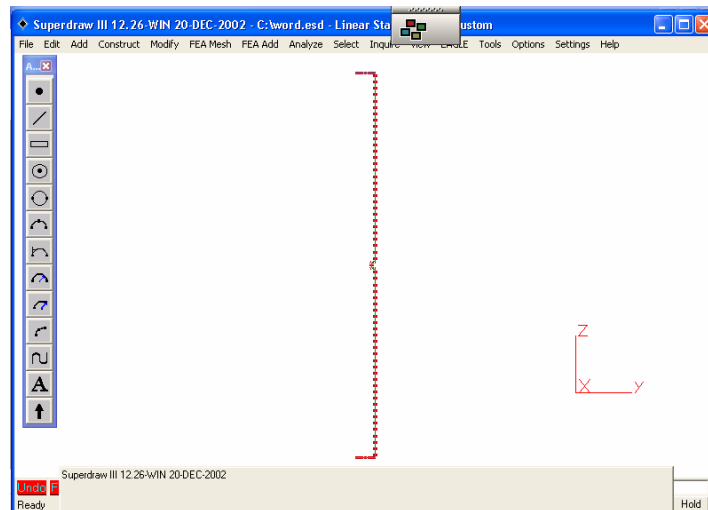 Superdraw III 12.26-WIN 20-DEC-2002 - C:\word.esd - Linear Sta ustom
File Edit Add Construct Modify FEA Mesh FEA Add Analyze Select Inquire View EAGLE Tools Options Settings Help
A...
A
Z
X Y
Superdraw III 12.26-WIN 20-DEC-2002
Undo F
Ready Hold